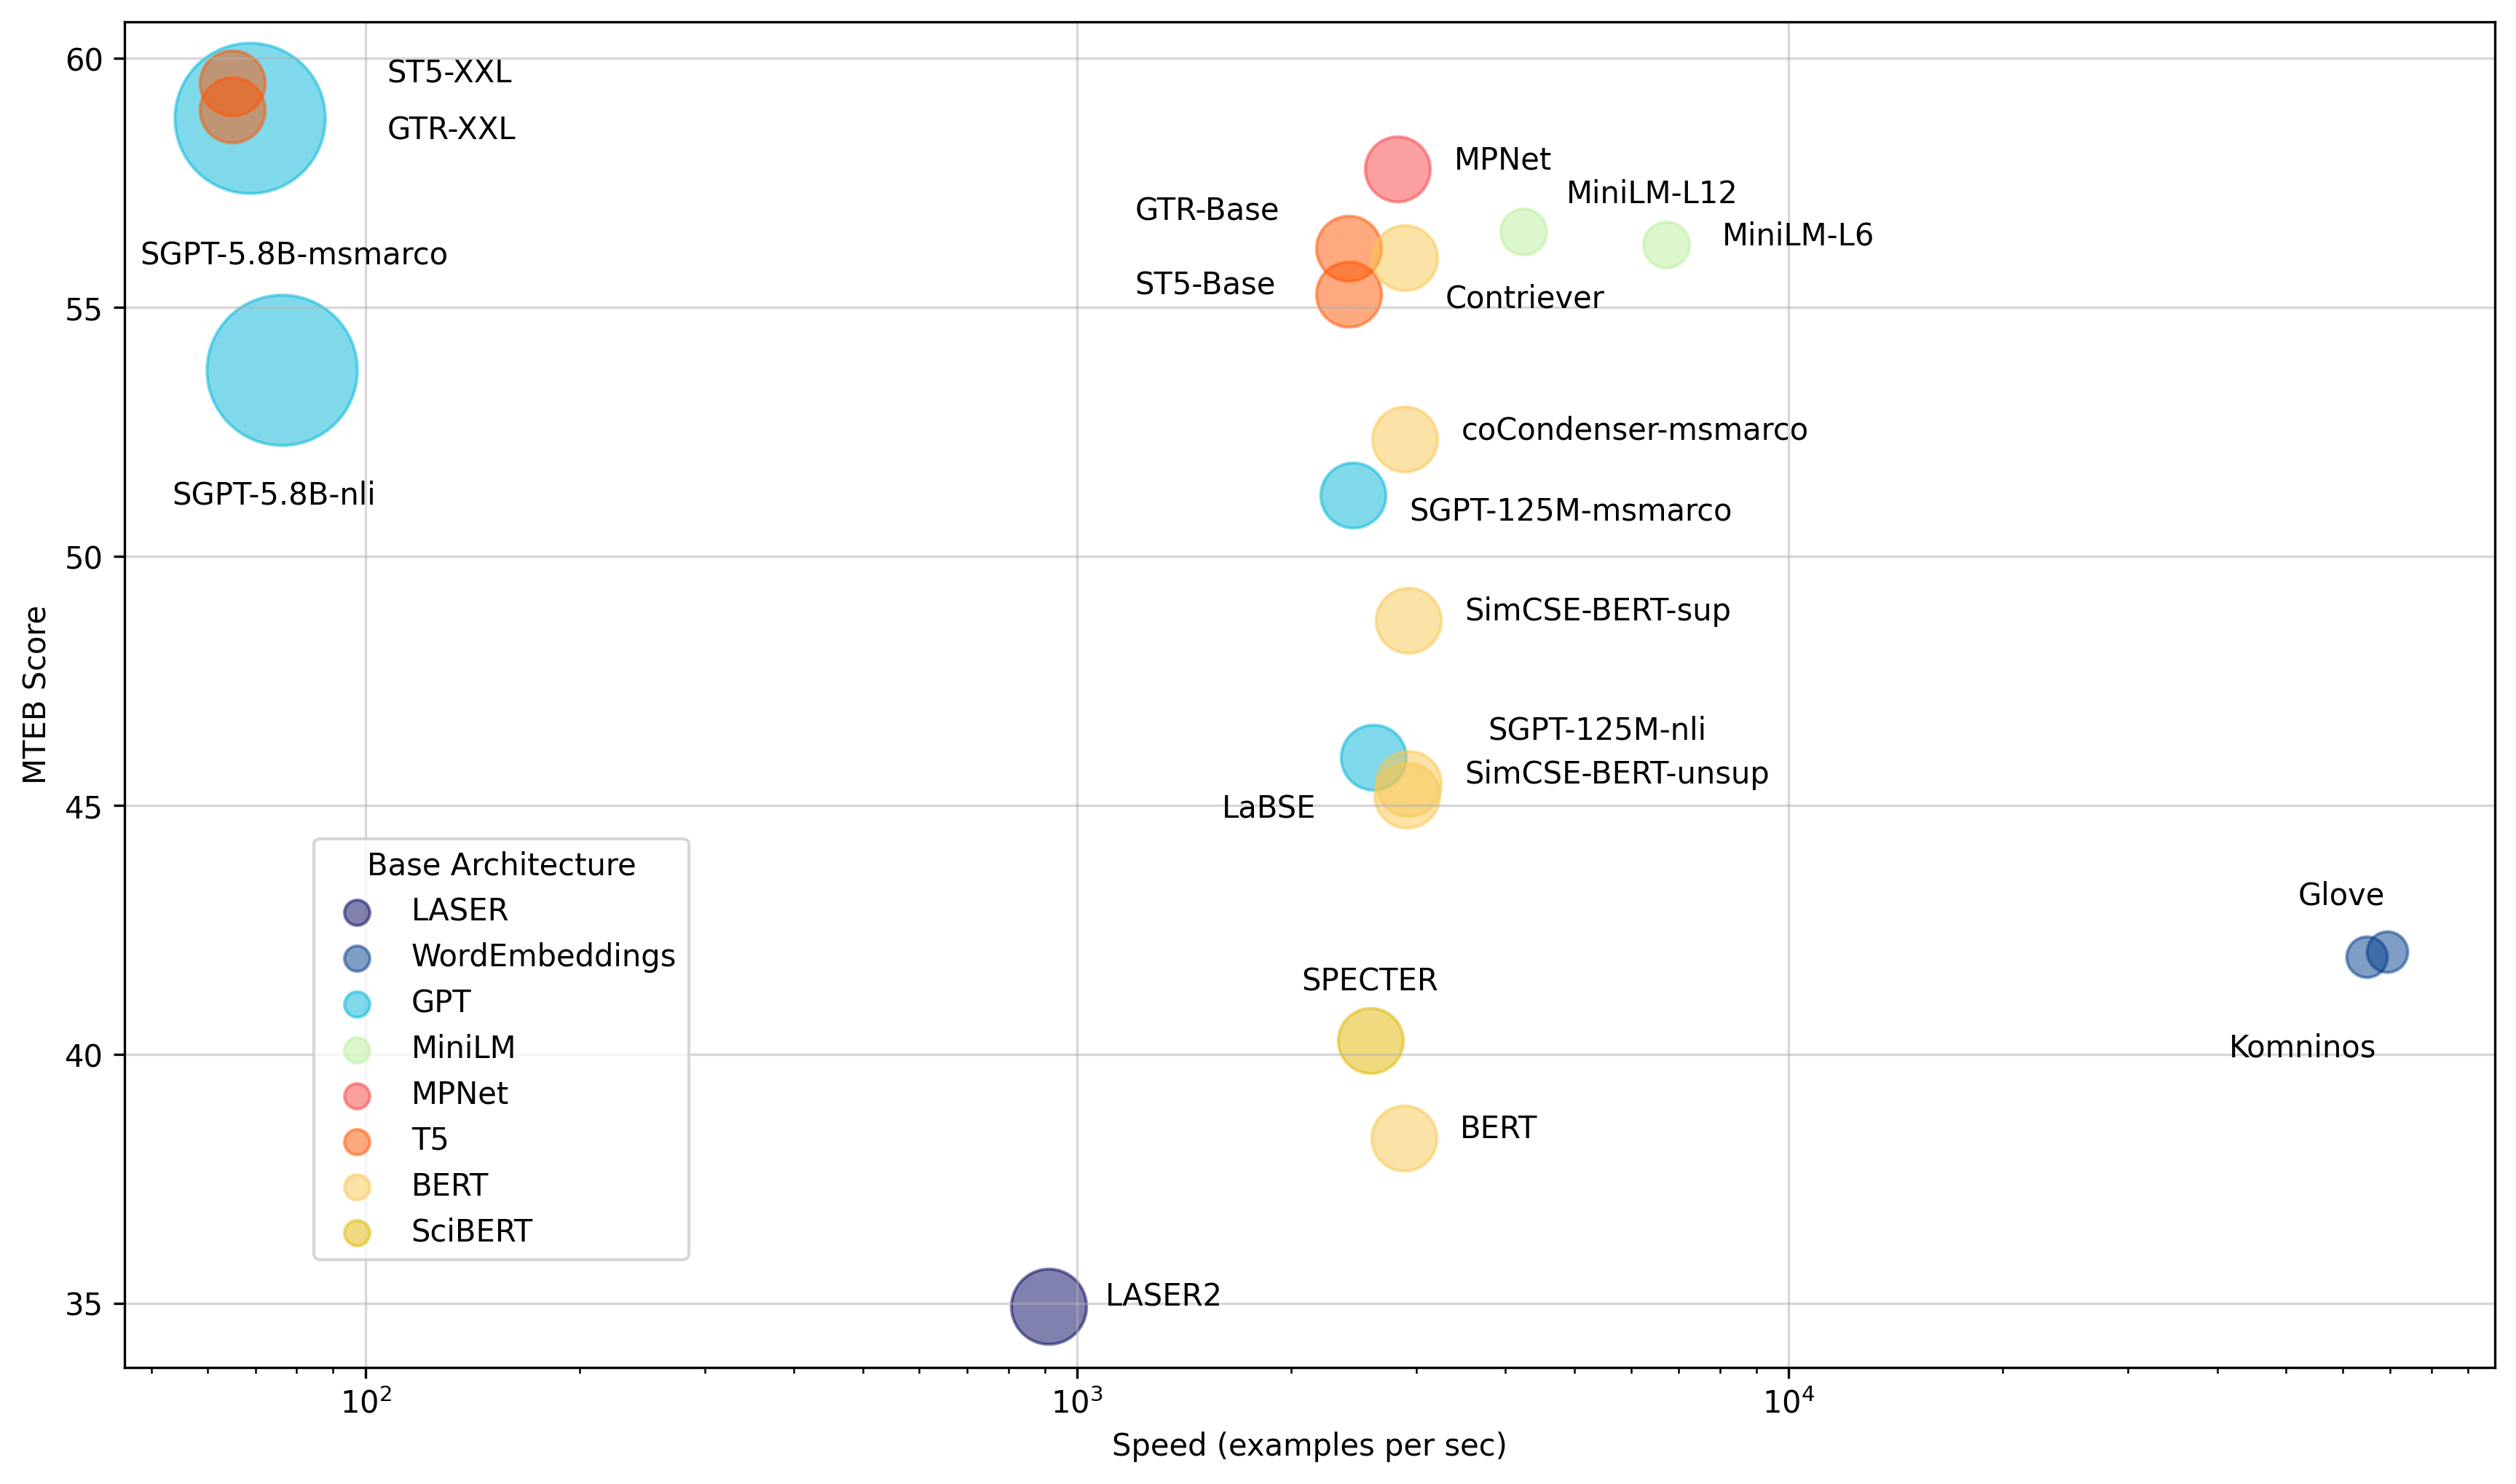 60
55
50
45
40
35
MTEB Score
ST5-XXL
GTR-XXL
MPNet
MiniLM-L12
GTR-Base
MiniLM-L6
SGPT-5.8B-msmarco
ST5-Base
Contriever
coCondenser-msmarco
SGPT-5.8B-nli
SGPT-125M-msmarco
SimCSE-BERT-sup
SGPT-125M-nli
SimCSE-BERT-unsup
LaBSE
Glove
SPECTER
Komninos
BERT
LASER2
Base Architecture
LASER
WordEmbeddings
GPT
MiniLM
MPNet
T5
BERT
SciBERT
10²
10³
10⁴
Speed (examples per sec)